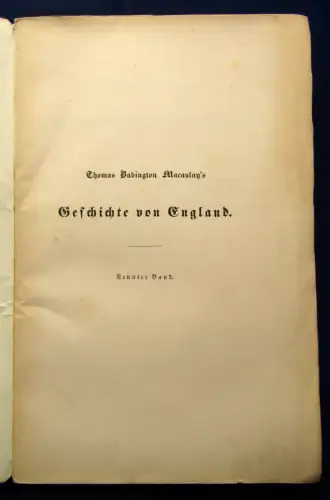 Thomas Babington Macaulay's
Geschichte von England.
Neunter Band.